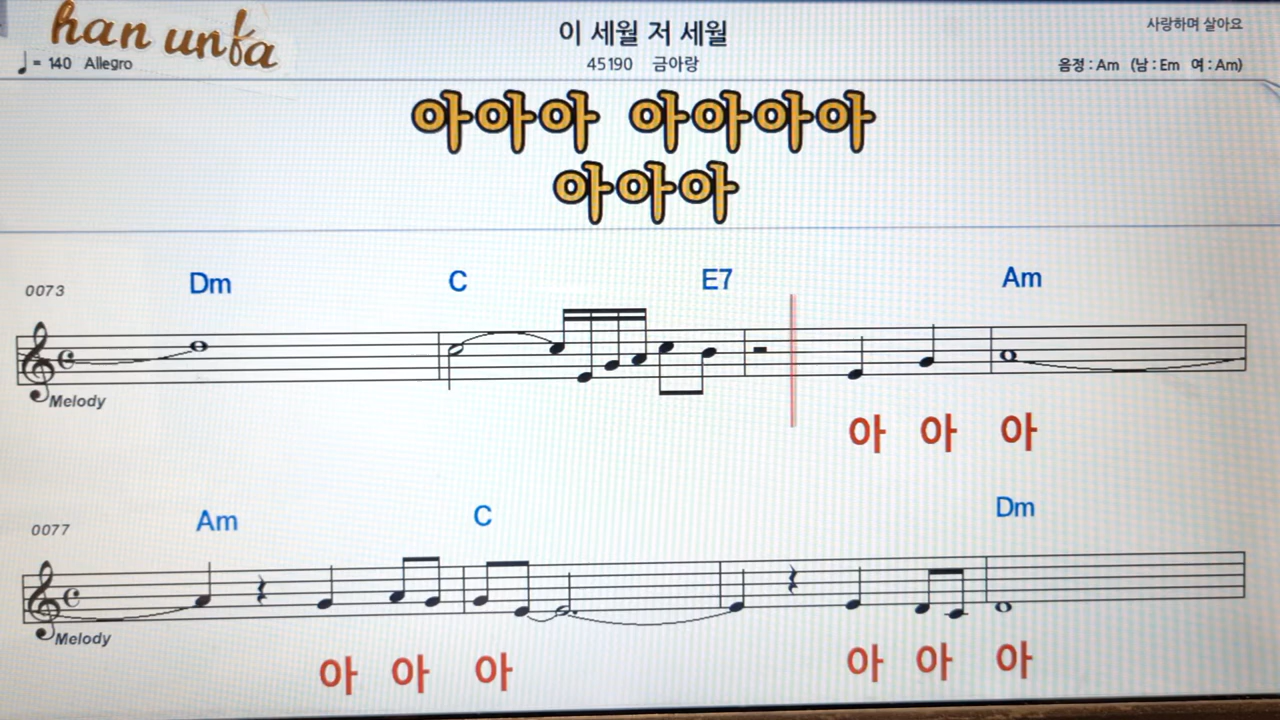 han unfa
이 세월 저 세월
사랑하며 살아요
♩= 140 Allegro
45190 금아랑
음정 : Am (남 : Em 여 : Am)
아아아 아아아아
아아아
0073
Dm C E7 Am
Melody
아 아 아
0077
Am C Dm
Melody
아 아 아 아 아 아